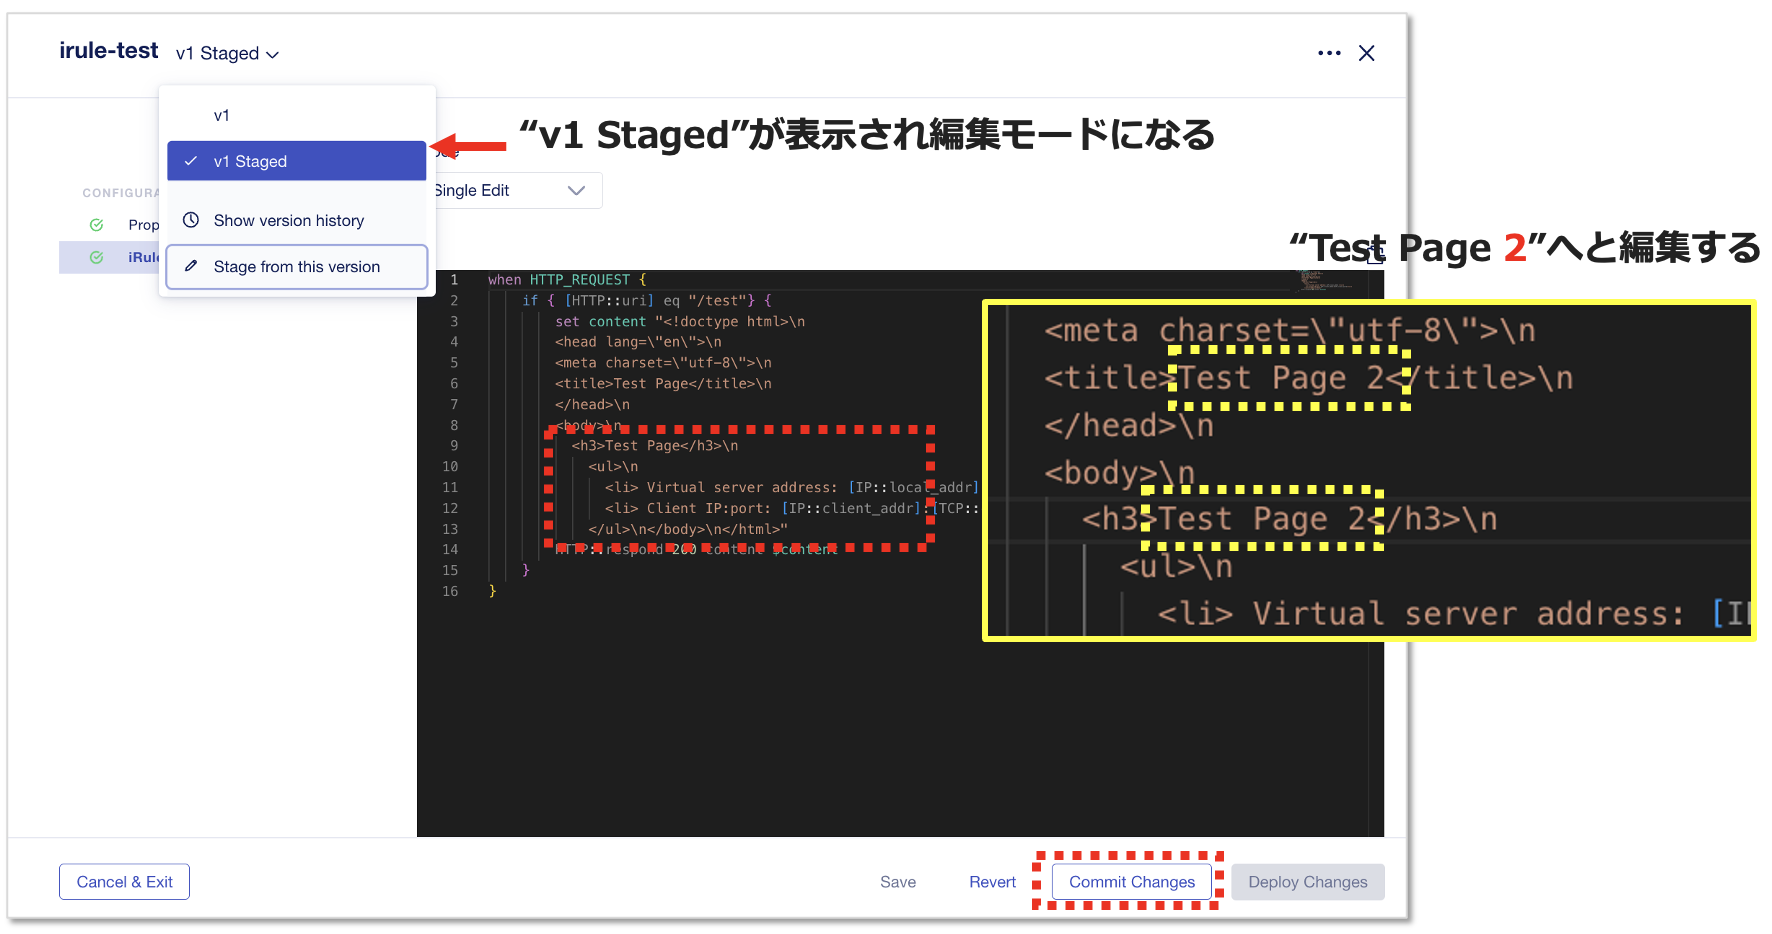 irule-test v1 Staged
v1
v1 Staged
Show version history
Stage from this version
“v1 Staged”が表示され編集モードになる
CONFIGURA
Prop
iRule
Single Edit
“Test Page 2”へと編集する
1 when HTTP_REQUEST {
2 if { [HTTP::uri] eq "/test"} {
3 set content "<!doctype html>\n
4 <head lang=\"en\">\n
5 <meta charset=\"utf-8\">\n
6 <title>Test Page</title>\n
7 </head>\n
8 <body>\n
9 <h3>Test Page</h3>\n
10 <ul>\n
11 <li> Virtual server address: [IP::local_addr]
12 <li> Client IP:port: [IP::client_addr]:[TCP::
13 </ul>\n</body>\n</html>"
14 HTTP::respond 200 content $content
15 }
16 }
<meta charset=\"utf-8\">\n
<title>Test Page 2</title>\n
</head>\n
<body>\n
<h3>Test Page 2</h3>\n
<ul>\n
<li> Virtual server address: [IP
Cancel & Exit
Save
Revert
Commit Changes
Deploy Changes